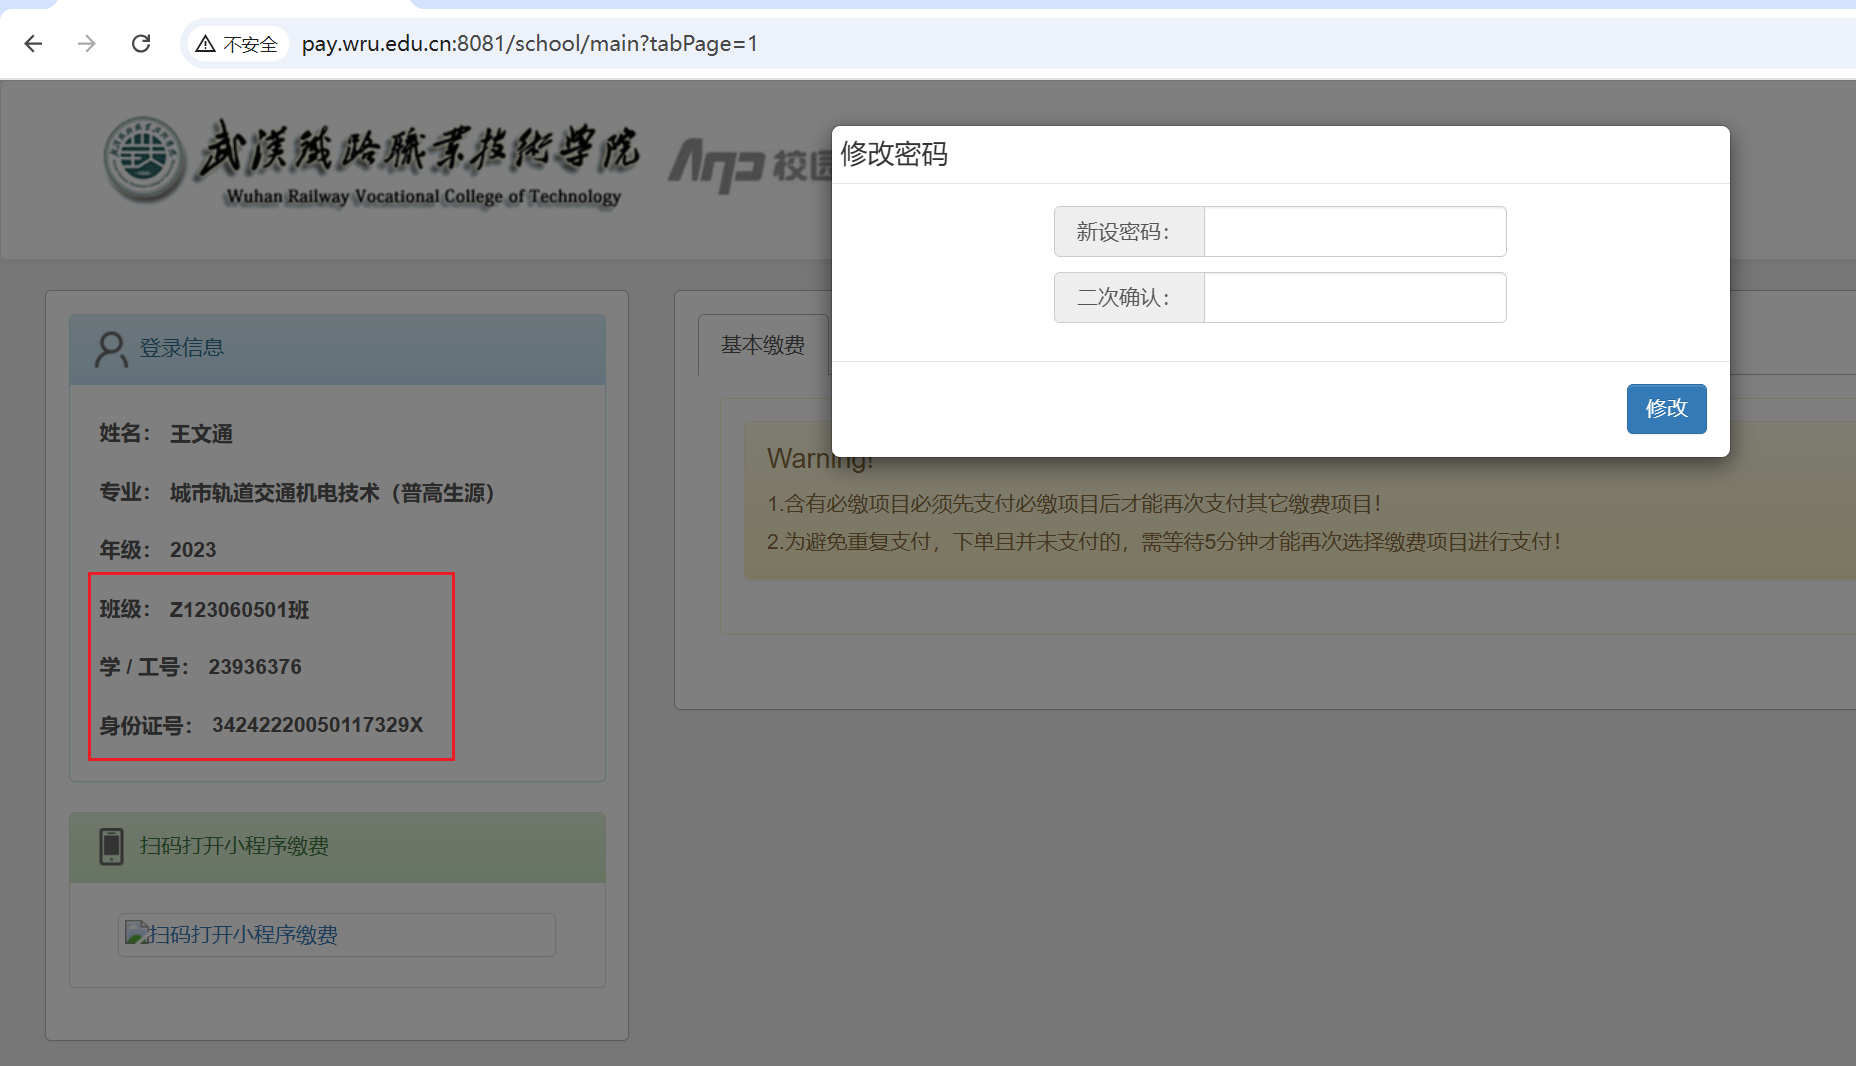 不安全 pay.wru.edu.cn:8081/school/main?tabPage=1
武漢鐵路職業技術學院
Wuhan Railway Vocational College of Technology
校园
修改密码
新设密码：
二次确认：
修改
登录信息
姓名： 王文通
专业： 城市轨道交通机电技术（普高生源）
年级： 2023
班级： Z123060501班
学 / 工号： 23936376
身份证号： 34242220050117329X
扫码打开小程序缴费
扫码打开小程序缴费
基本缴费
Warning!
1.含有必缴项目必须先支付必缴项目后才能再次支付其它缴费项目！
2.为避免重复支付，下单且并未支付的，需等待5分钟才能再次选择缴费项目进行支付！